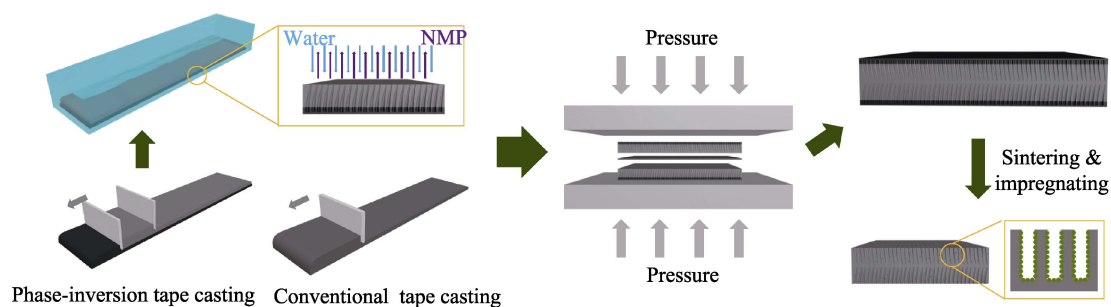 Water
NMP
Phase-inversion tape casting
Conventional tape casting
Pressure
Pressure
Sintering &
impregnating